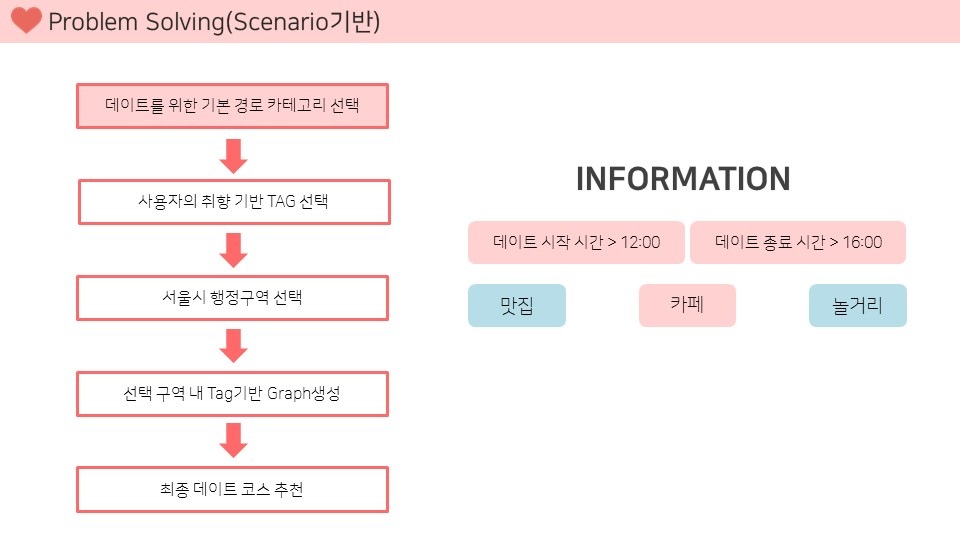 Problem Solving(Scenario기반)
데이트를 위한 기본 경로 카테고리 선택
사용자의 취향 기반 TAG 선택
서울시 행정구역 선택
선택 구역 내 Tag기반 Graph생성
최종 데이트 코스 추천
INFORMATION
데이트 시작 시간 > 12:00
데이트 종료 시간 > 16:00
맛집
카페
놀거리